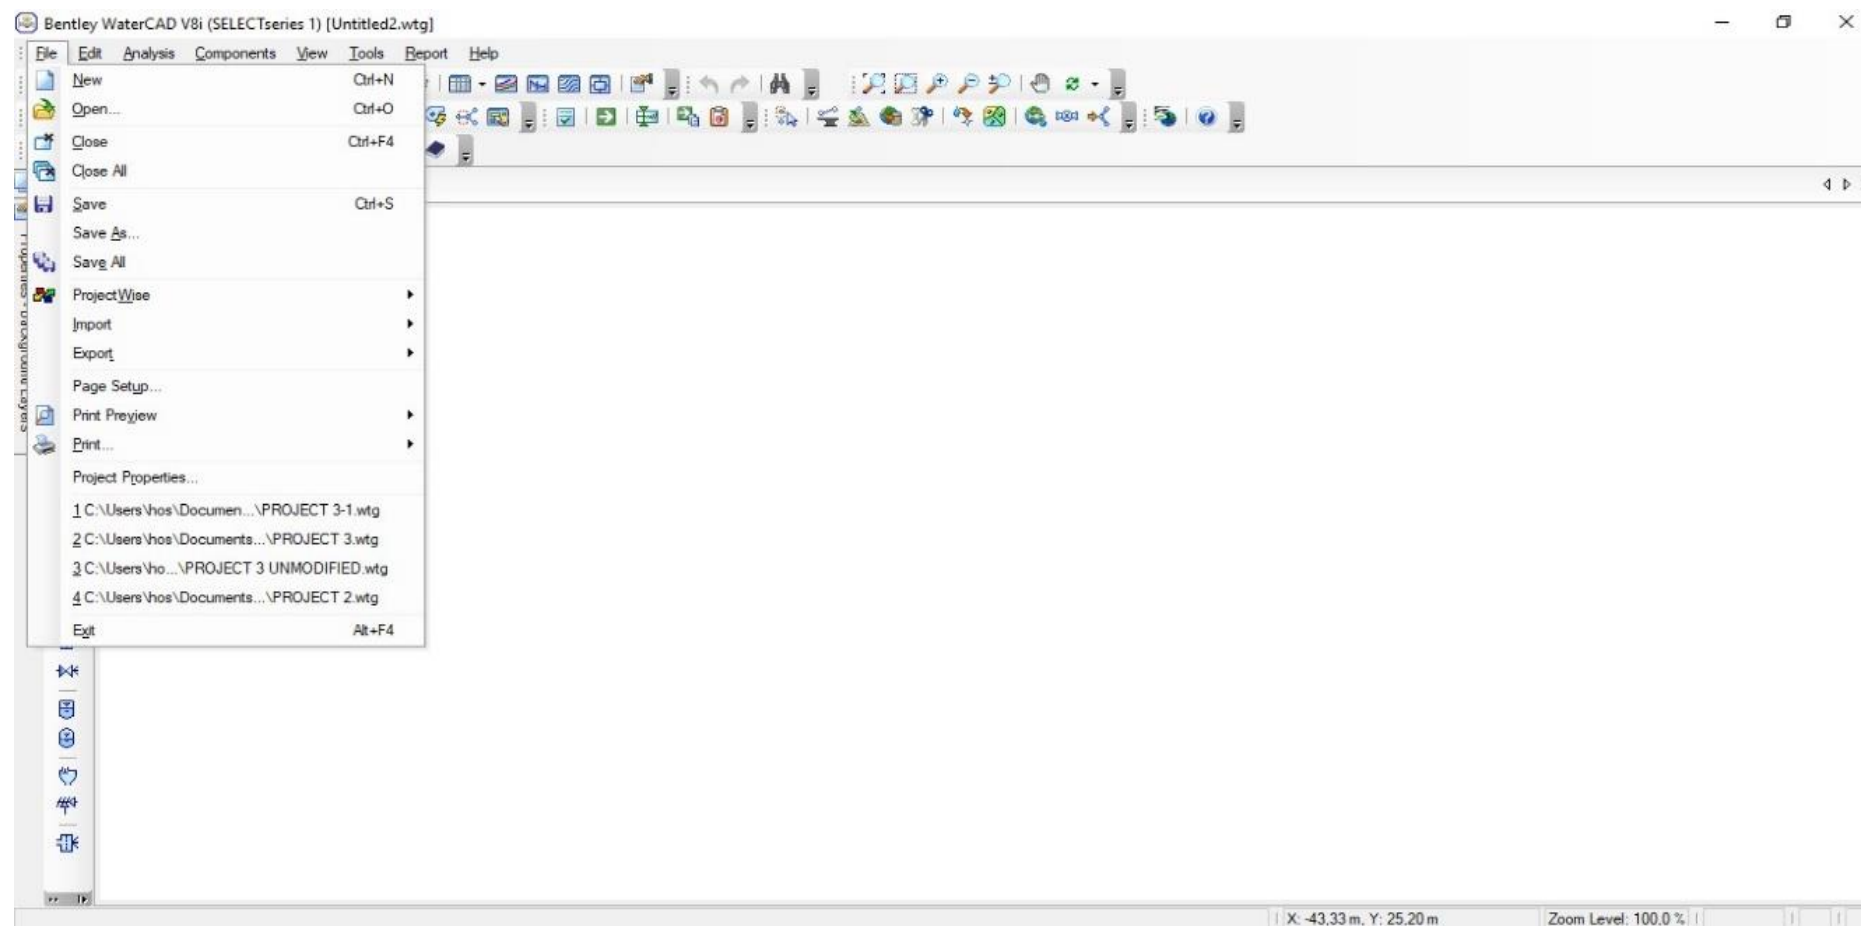 Bentley WaterCAD V8i (SELECTseries 1) [Untitled2.wtg]
File Edit Analysis Components View Tools Report Help
New Ctrl+N
Open... Ctrl+O
Close Ctrl+F4
Close All
Save Ctrl+S
Save As...
Save All
ProjectWise
Import
Export
Page Setup...
Print Preview
Print...
Project Properties...
1 C:\Users\hos\Documen...\PROJECT 3-1.wtg
2 C:\Users\hos\Documents...\PROJECT 3.wtg
3 C:\Users\ho...\PROJECT 3 UNMODIFIED.wtg
4 C:\Users\hos\Documents...\PROJECT 2.wtg
Exit Alt+F4
X: -43,33 m, Y: 25,20 m Zoom Level: 100,0 %